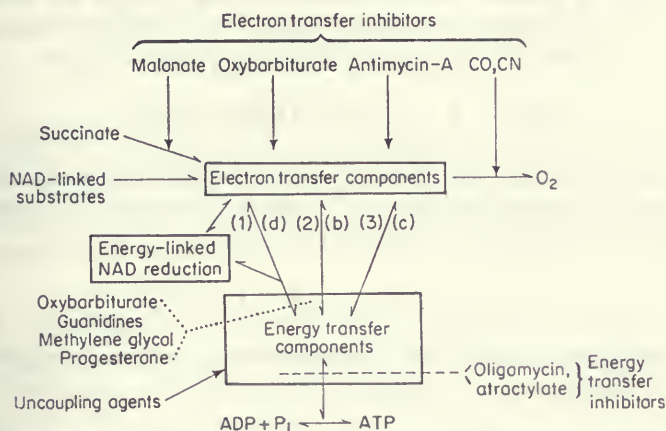 Electron transfer inhibitors
Malonate Oxybarbiturate Antimycin-A CO,CN
Succinate
NAD-linked
substrates
Electron transfer components
O2
(1) (d) (2) (b) (3) (c)
Energy-linked
NAD reduction
Oxybarbiturate
Guanidines
Methylene glycol
Progesterone
Energy transfer
components
Uncoupling agents
Oligomycin,
atractylate
Energy
transfer
inhibitors
ADP + Pi ATP